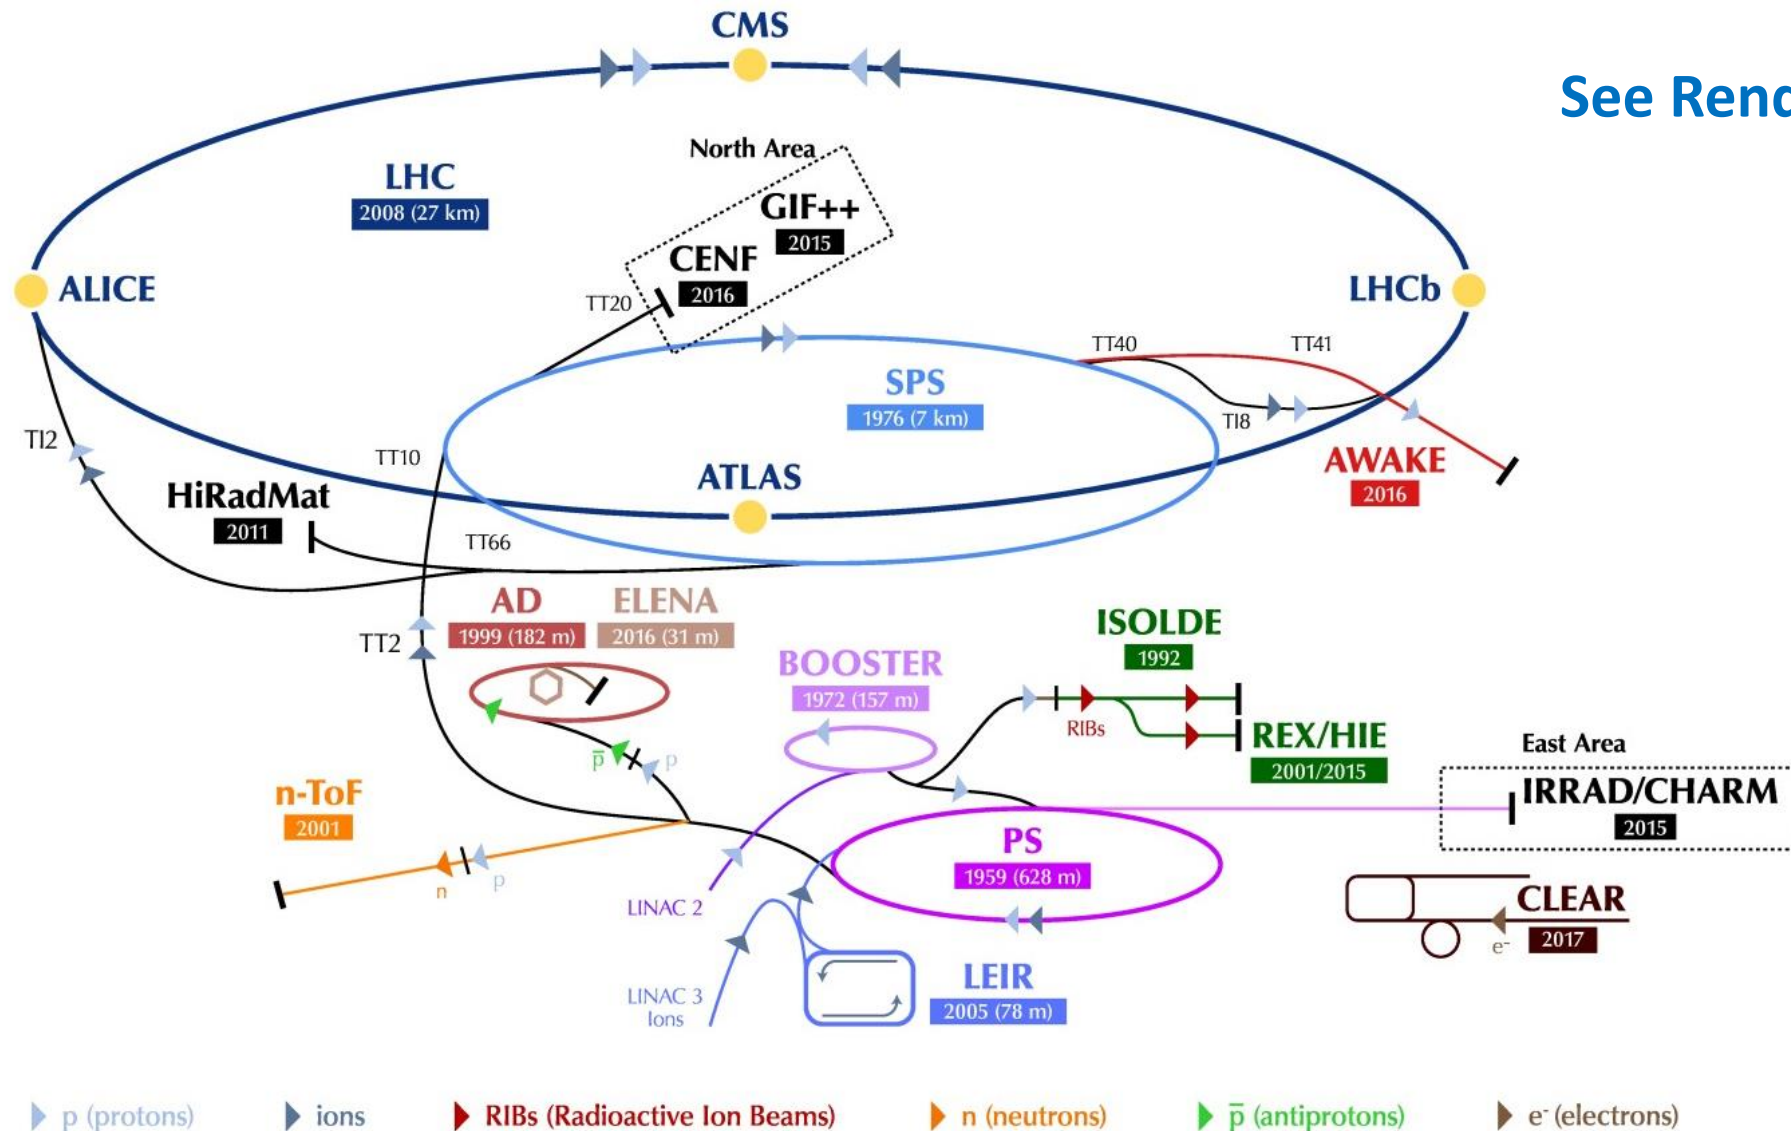 CMS
See Rend
North Area
LHC
2008 (27 km)
GIF++
2015
CENF
2016
ALICE
LHCb
TT20
TT40
TT41
SPS
1976 (7 km)
TI8
TI2
TT10
ATLAS
AWAKE
2016
HiRadMat
2011
TT66
AD
1999 (182 m)
ELENA
2016 (31 m)
TT2
ISOLDE
1992
BOOSTER
1972 (157 m)
RIBs
REX/HIE
2001/2015
East Area
p̅
p
n-ToF
2001
IRRAD/CHARM
2015
PS
1959 (628 m)
n
p
LINAC 2
CLEAR
2017
e-
LEIR
2005 (78 m)
LINAC 3
Ions
p (protons)
ions
RIBs (Radioactive Ion Beams)
n (neutrons)
p̅ (antiprotons)
e- (electrons)